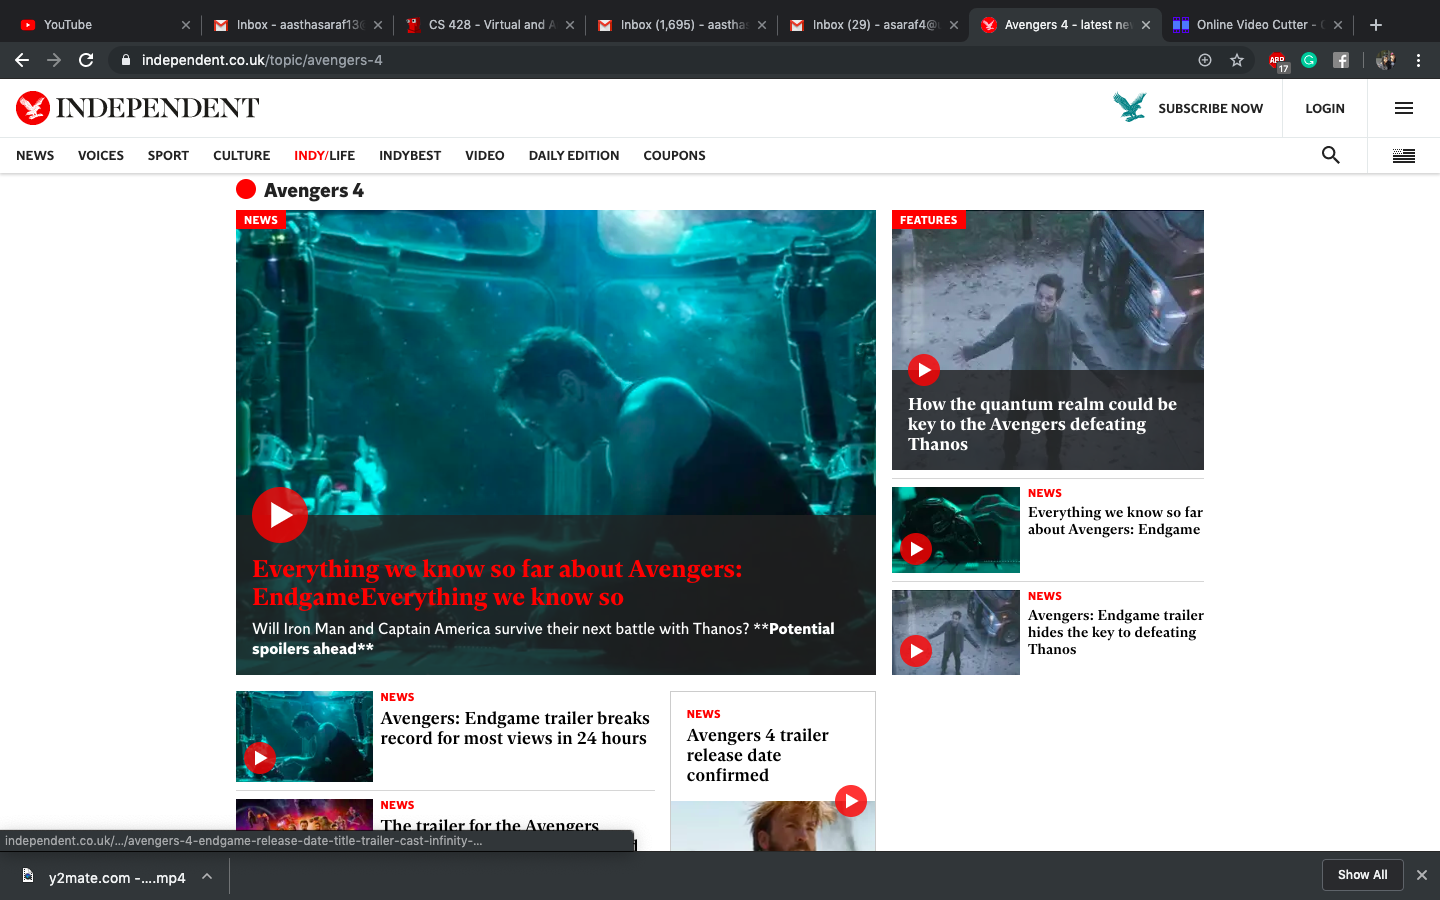 YouTube
Inbox - aasthasaraf13
CS 428 - Virtual and A
Inbox (1,695) - aastha
Inbox (29) - asaraf4@
Avengers 4 - latest ne
Online Video Cutter -
independent.co.uk/topic/avengers-4
ABP
17
INDEPENDENT
SUBSCRIBE NOW
LOGIN
NEWS VOICES SPORT CULTURE INDY/LIFE INDYBEST VIDEO DAILY EDITION COUPONS
Avengers 4
NEWS
Everything we know so far about Avengers:
EndgameEverything we know so
Will Iron Man and Captain America survive their next battle with Thanos? **Potential
spoilers ahead**
FEATURES
How the quantum realm could be
key to the Avengers defeating
Thanos
NEWS
Everything we know so far
about Avengers: Endgame
NEWS
Avengers: Endgame trailer
hides the key to defeating
Thanos
NEWS
Avengers: Endgame trailer breaks
record for most views in 24 hours
NEWS
The trailer for the Avengers
NEWS
Avengers 4 trailer
release date
confirmed
independent.co.uk/.../avengers-4-endgame-release-date-title-trailer-cast-infinity-...
y2mate.com -....mp4
Show All